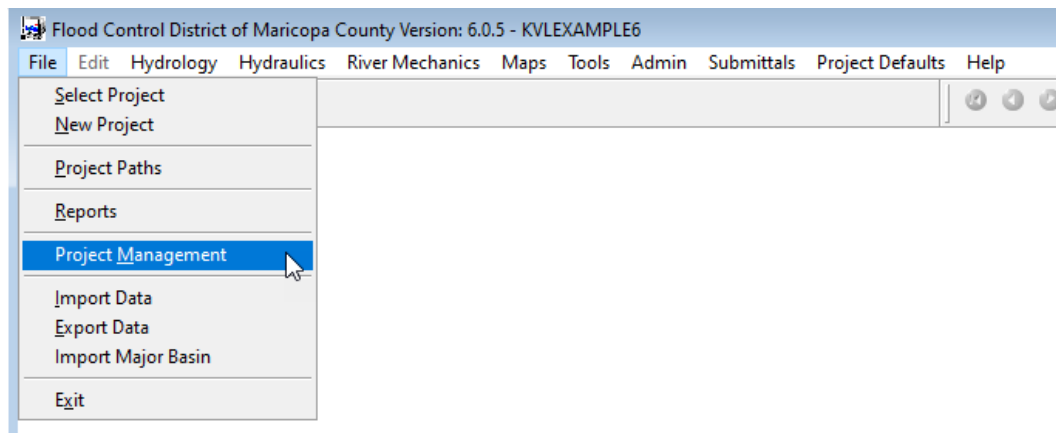 Flood Control District of Maricopa County Version: 6.0.5 - KVLEXAMPLE6
File Edit Hydrology Hydraulics River Mechanics Maps Tools Admin Submittals Project Defaults Help
Select Project
New Project
Project Paths
Reports
Project Management
Import Data
Export Data
Import Major Basin
Exit